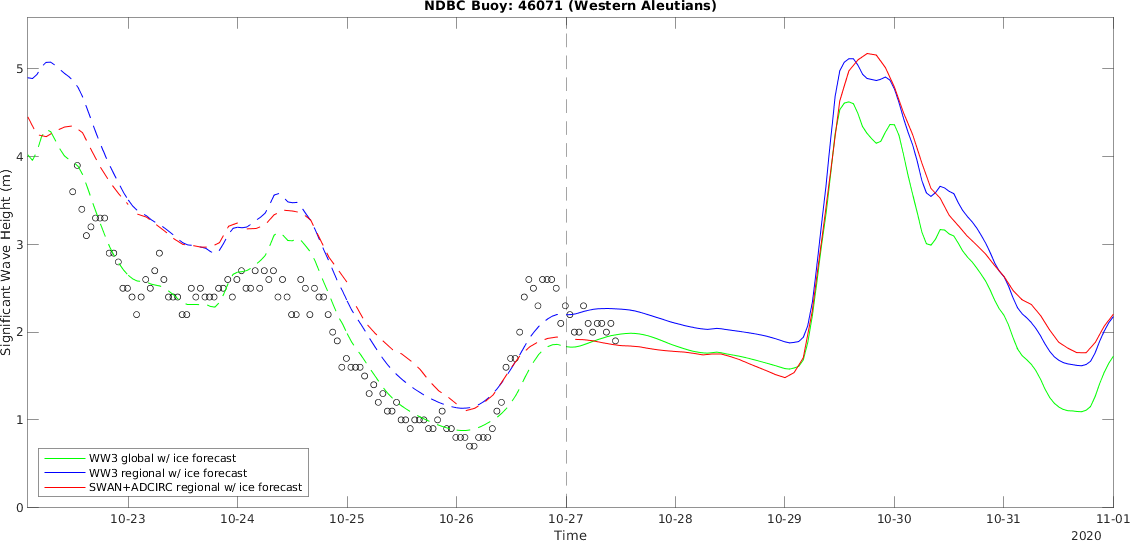 NDBC Buoy: 46071 (Western Aleutians)
5
4
3
2
1
0
Significant Wave Height (m)
WW3 global w/ ice forecast
WW3 regional w/ ice forecast
SWAN+ADCIRC regional w/ ice forecast
10-23 10-24 10-25 10-26 10-27 10-28 10-29 10-30 10-31 11-01
Time 2020